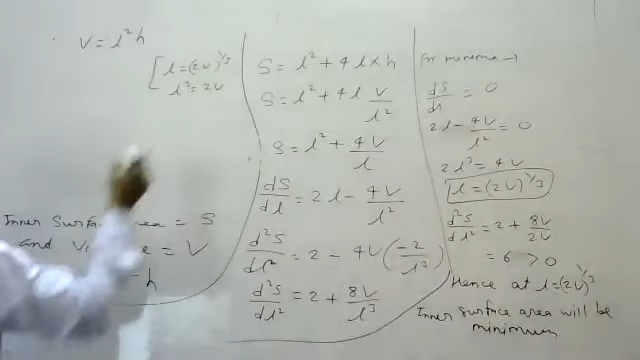 V = l²h
[ l = (2V)^1/3
l³ = 2V
Inner Surface area = S
and V = V
= h
S = l² + 4l × h
S = l² + 4l V/l²
S = l² + 4V/l
dS/dl = 2l - 4V/l²
d²S/dl² = 2 - 4V(-2/l³)
d²S/dl² = 2 + 8V/l³
for minima →
dS/dl = 0
2l - 4V/l² = 0
2l³ = 4V
l = (2V)^1/3
d²S/dl² = 2 + 8V/2V
= 6 > 0
Hence at l = (2V)^1/3
Inner surface area will be
minimum